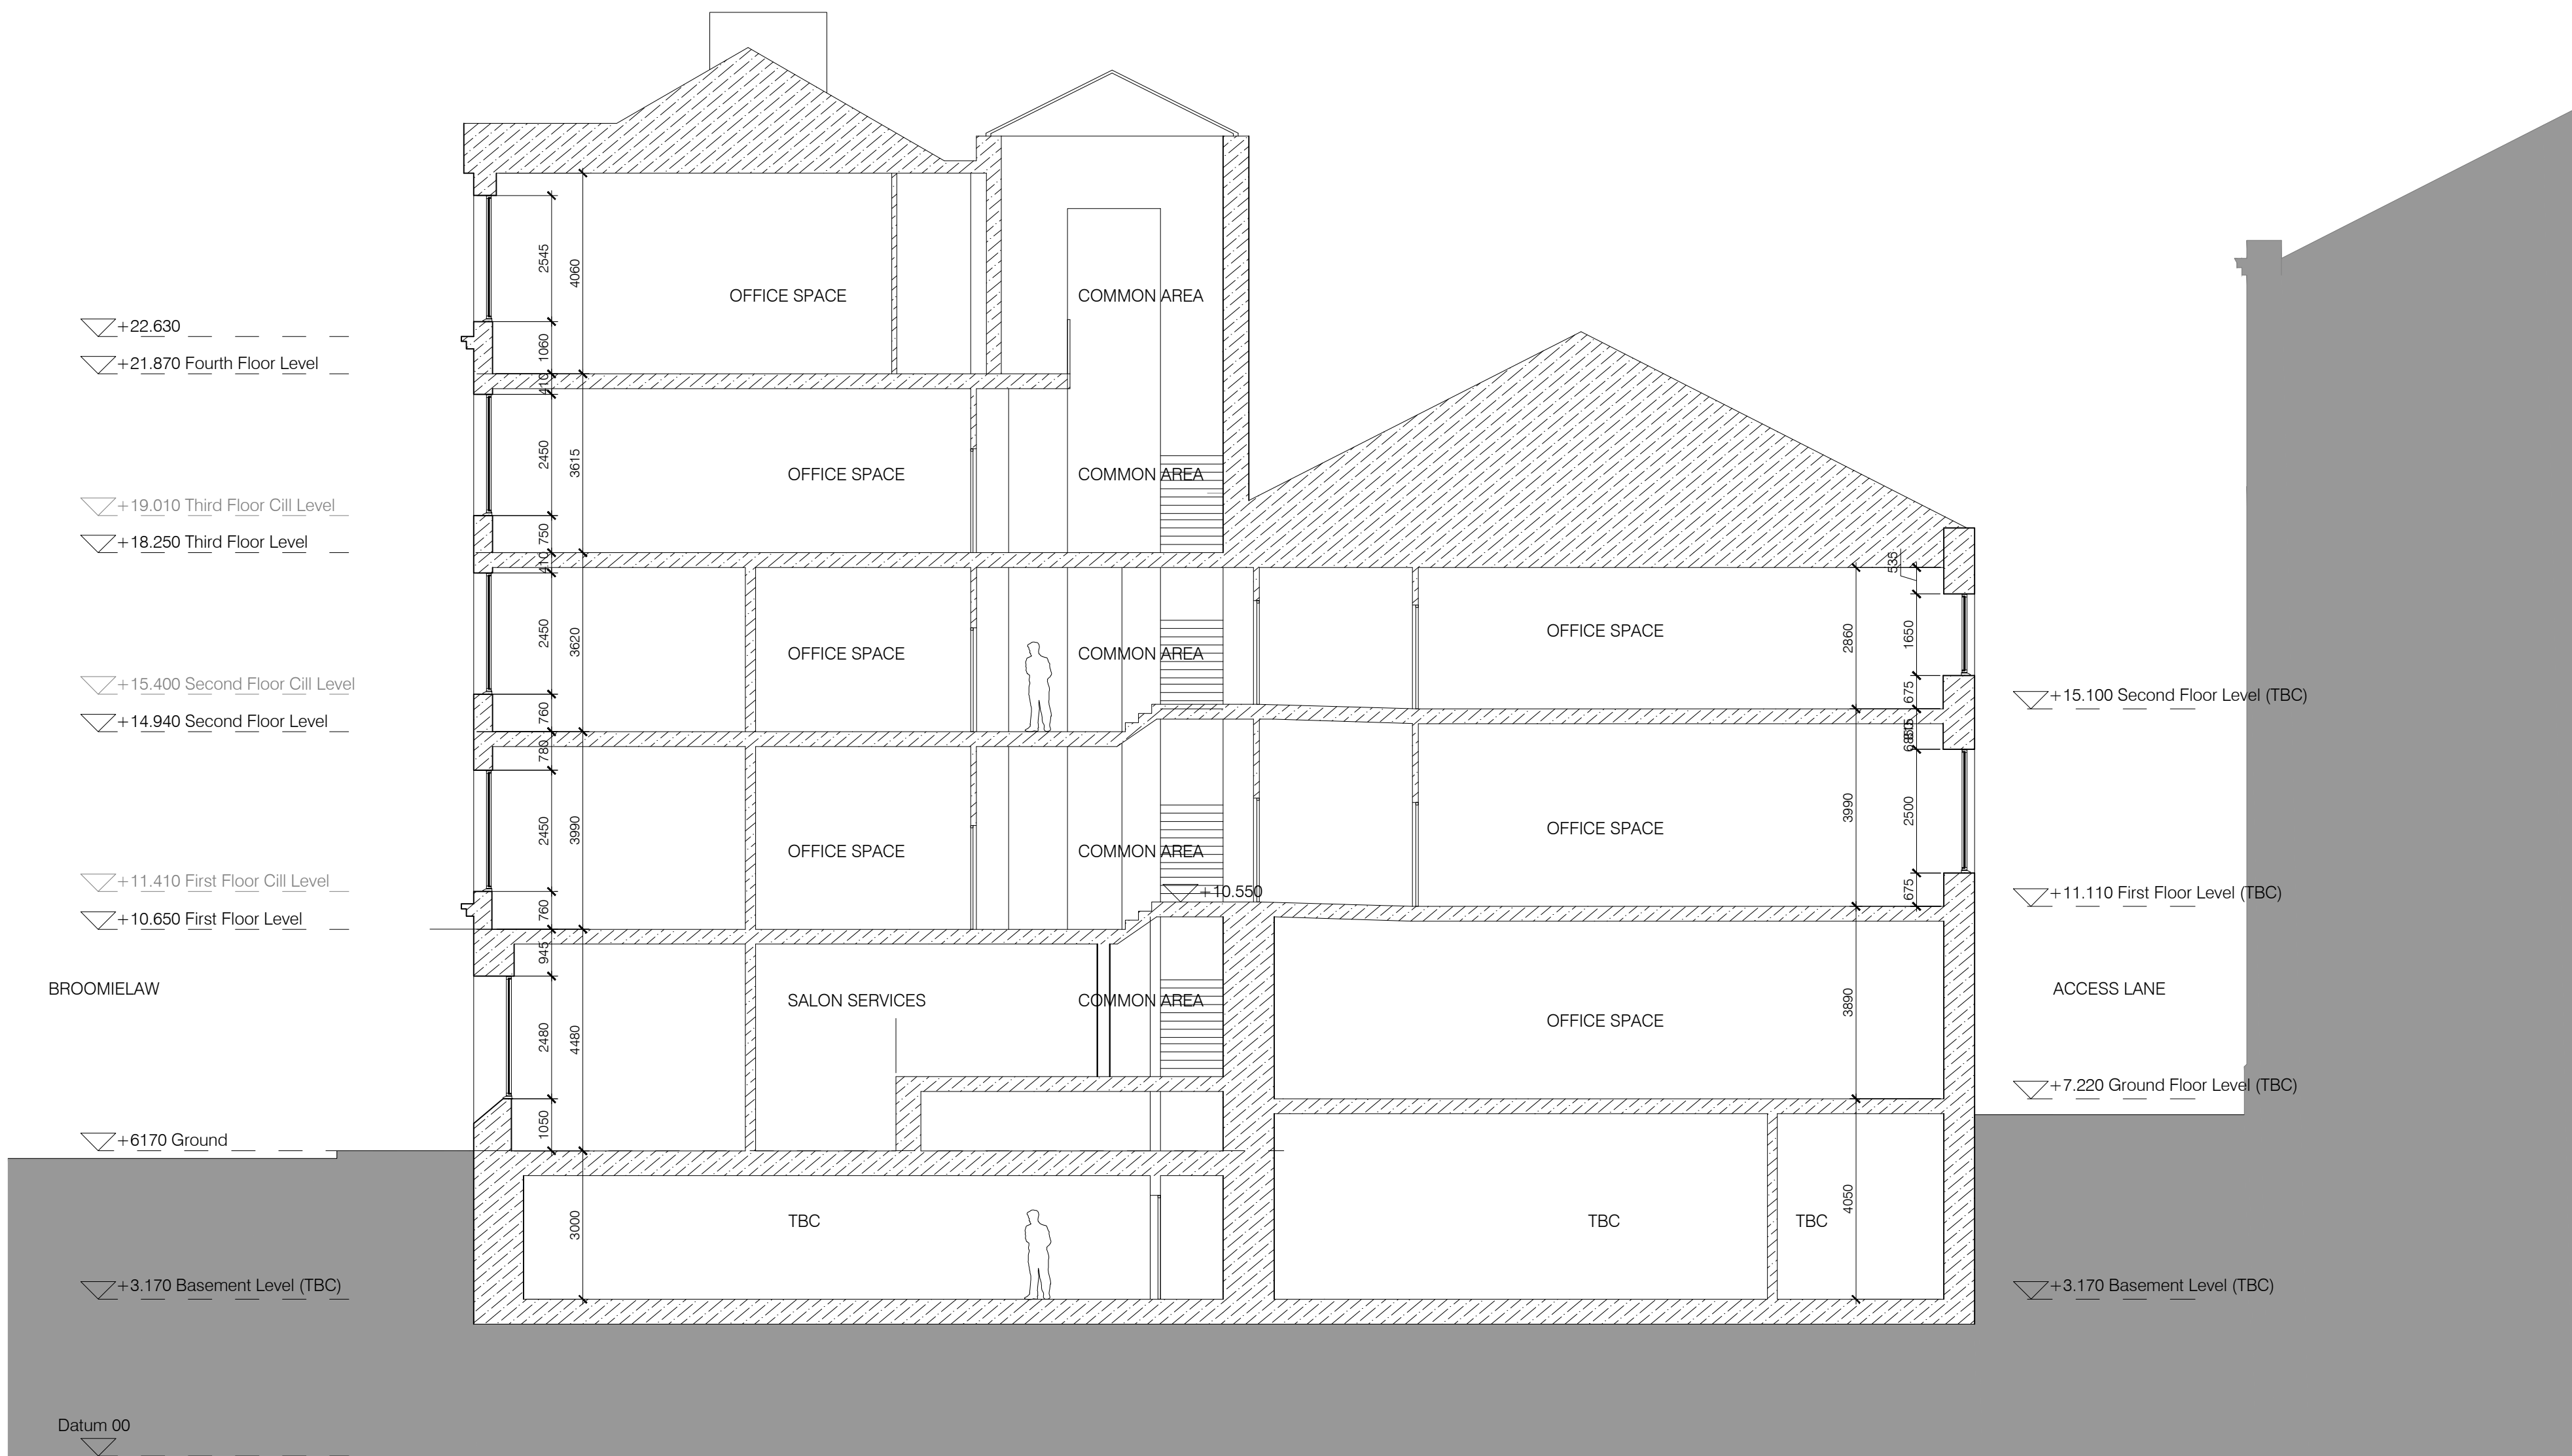 2545
4060
OFFICE SPACE
COMMON AREA
+22.630
1060
+21.870 Fourth Floor Level
410
2450
3615
OFFICE SPACE
COMMON AREA
+19.010 Third Floor Cill Level
750
+18.250 Third Floor Level
410
535
2450
3620
OFFICE SPACE
COMMON AREA
OFFICE SPACE
2860
1650
+15.400 Second Floor Cill Level
760
675
+15.100 Second Floor Level (TBC)
+14.940 Second Floor Level
780
2450
3990
OFFICE SPACE
COMMON AREA
OFFICE SPACE
3990
2500
+11.410 First Floor Cill Level
+10.550
760
675
+11.110 First Floor Level (TBC)
+10.650 First Floor Level
945
BROOMIELAW
SALON SERVICES
COMMON AREA
OFFICE SPACE
3890
ACCESS LANE
2480
4480
+7.220 Ground Floor Level (TBC)
1050
+6170 Ground
3000
TBC
TBC
TBC
4050
+3.170 Basement Level (TBC)
+3.170 Basement Level (TBC)
Datum 00